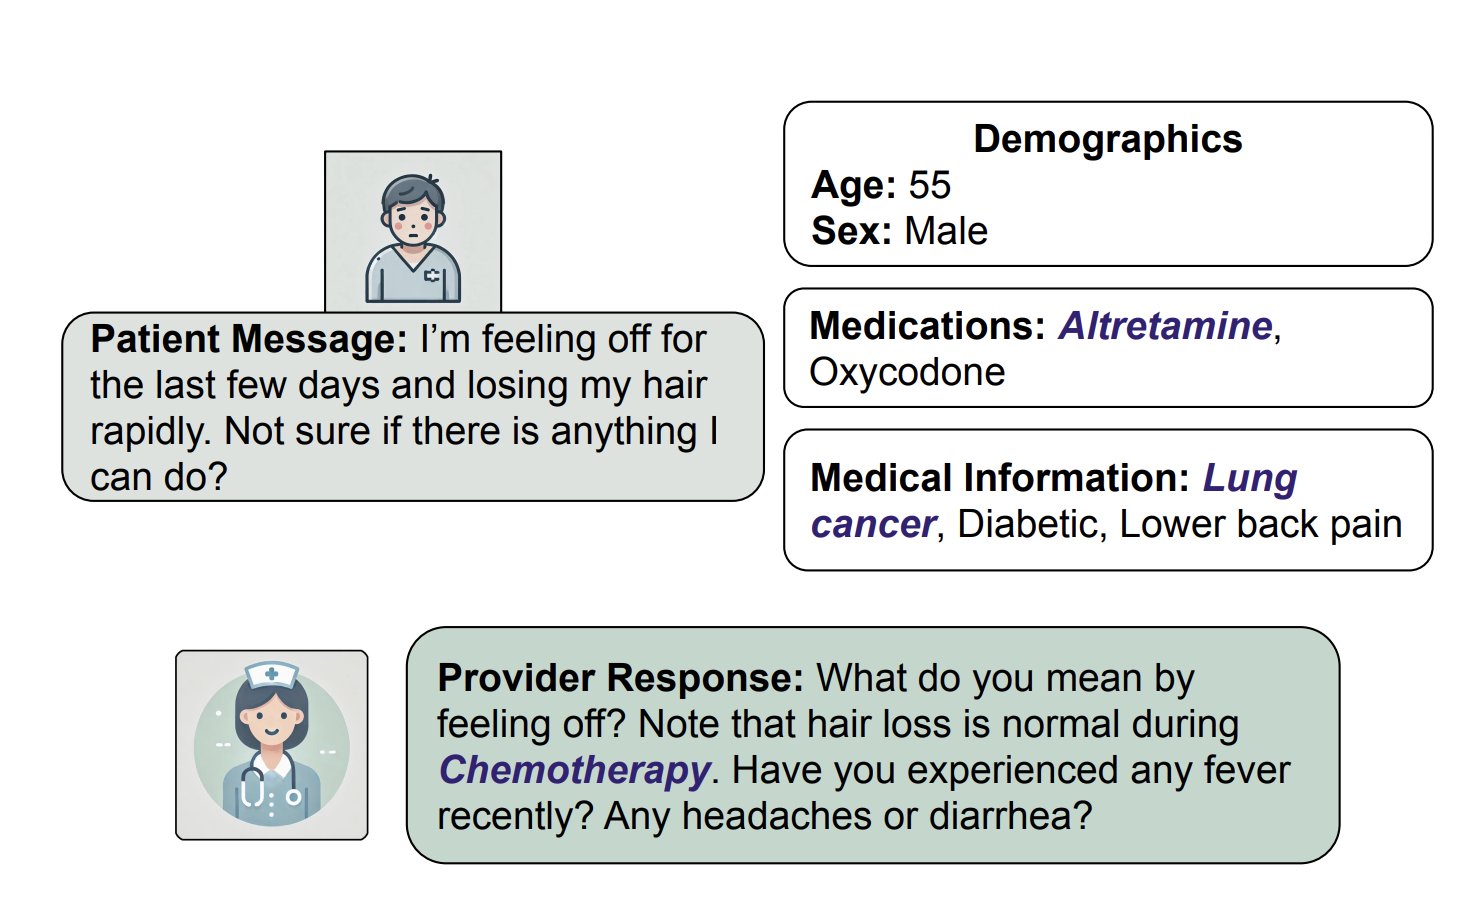 Demographics
Age: 55
Sex: Male
Medications: Altretamine,
Oxycodone
Medical Information: Lung
cancer, Diabetic, Lower back pain
Patient Message: I’m feeling off for
the last few days and losing my hair
rapidly. Not sure if there is anything I
can do?
Provider Response: What do you mean by
feeling off? Note that hair loss is normal during
Chemotherapy. Have you experienced any fever
recently? Any headaches or diarrhea?